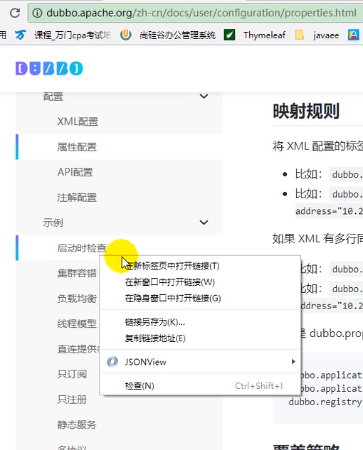 dubbo.apache.org/zh-cn/docs/user/configuration/properties.html
课程_万门cpa考试培
尚硅谷办公管理系统
Thymeleaf
javaee
DUBBO
配置
XML配置
属性配置
API配置
注解配置
示例
启动时检查
集群容错
负载均衡
线程模型
直连提供
只订阅
只注册
静态服务
多协议
在新标签页中打开链接(T)
在新窗口中打开链接(W)
在隐身窗口中打开链接(G)
链接另存为(K)...
复制链接地址(E)
JSONView
检查(N) Ctrl+Shift+I
映射规则
将 XML 配置的标签
比如: dubbo.
比如: dubbo.
address="10.2
如果 XML 有多行同
比如: dubbo.
比如: dubbo.
是 dubbo.prop
dubbo.applicat
dubbo.applicat
dubbo.registry
覆盖策略